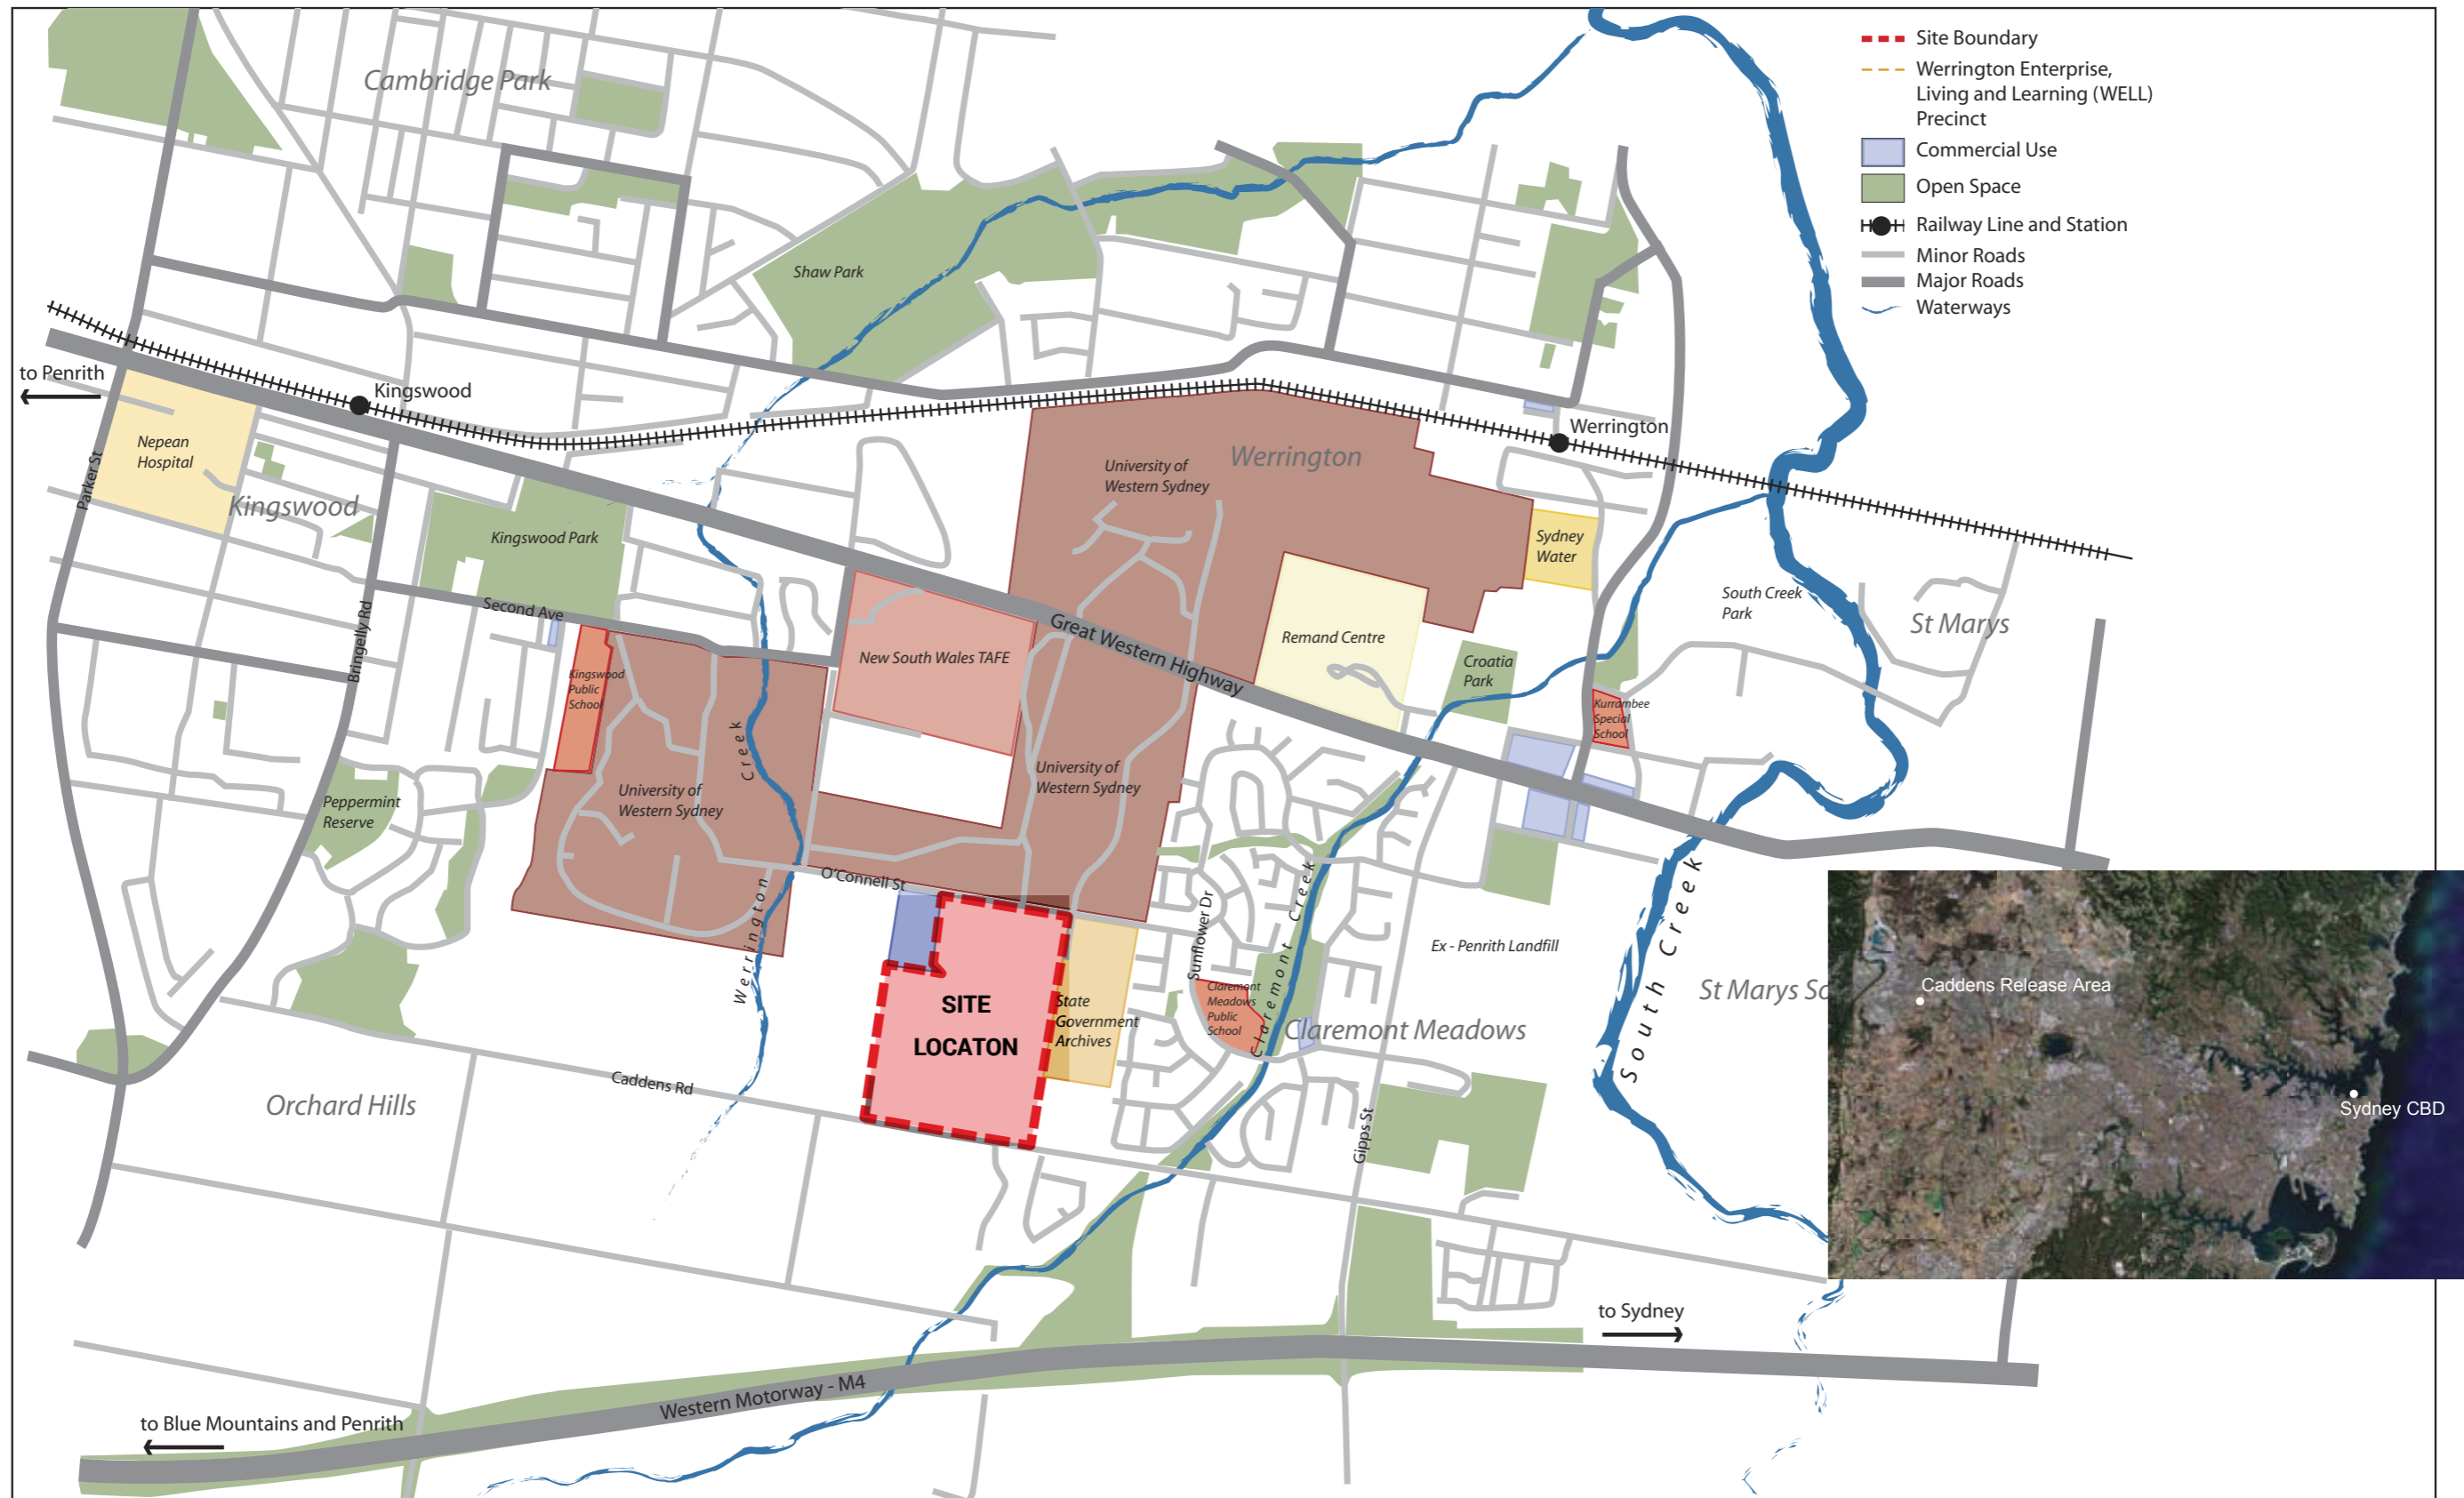 Site Boundary
Werrington Enterprise,
Living and Learning (WELL)
Precinct
Commercial Use
Open Space
Railway Line and Station
Minor Roads
Major Roads
Waterways
Cambridge Park
Shaw Park
to Penrith
Kingswood
Nepean
Hospital
Parker St
Kingswood
Kingswood Park
Werrington
University of
Western Sydney
Werrington
Sydney
Water
South Creek
Park
St Marys
Second Ave
Bringelly Rd
Great Western Highway
New South Wales TAFE
Remand Centre
Croatia
Park
Kingswood
Public
School
Kurrambee
Special
School
Creek
University of
Western Sydney
University of
Western Sydney
Peppermint
Reserve
O'Connell St
Werrington
Sunflower Dr
Claremont Creek
Ex - Penrith Landfill
South Creek
St Marys So
Caddens Release Area
SITE
LOCATON
State
Government
Archives
Claremont
Meadows
Public
School
Claremont Meadows
Caddens Rd
Orchard Hills
Gipps St
Sydney CBD
to Sydney
Western Motorway - M4
to Blue Mountains and Penrith